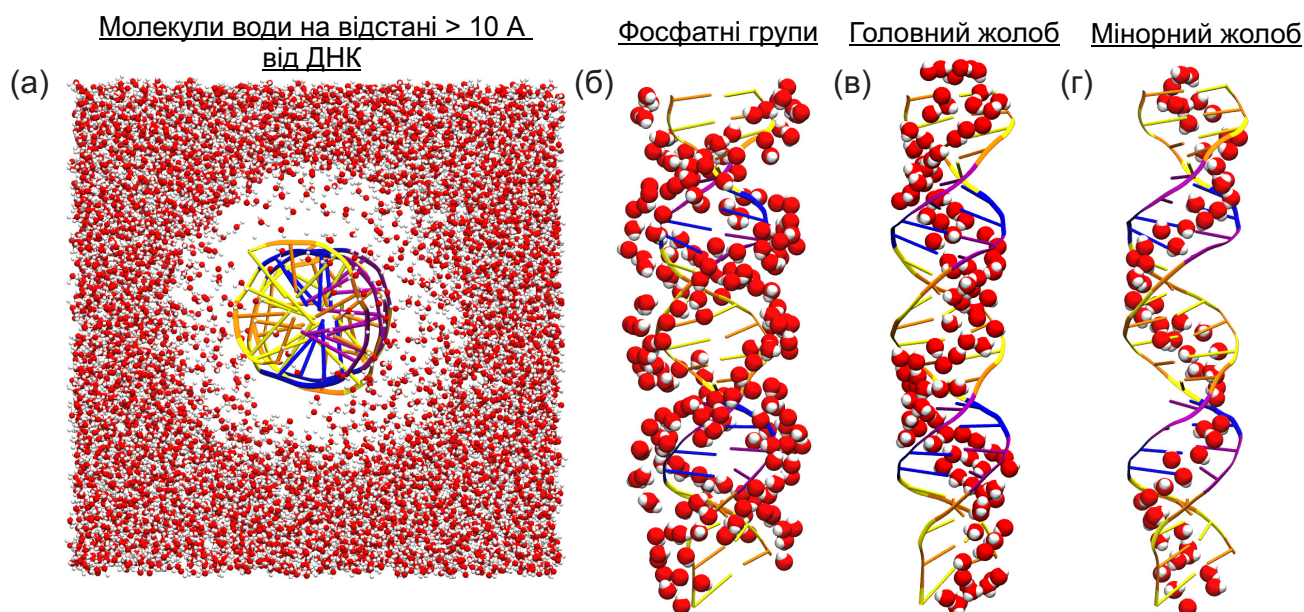 Молекули води на відстані > 10 А
від ДНК
Фосфатні групи
Головний жолоб
Мінорний жолоб
(а)
(б)
(в)
(г)